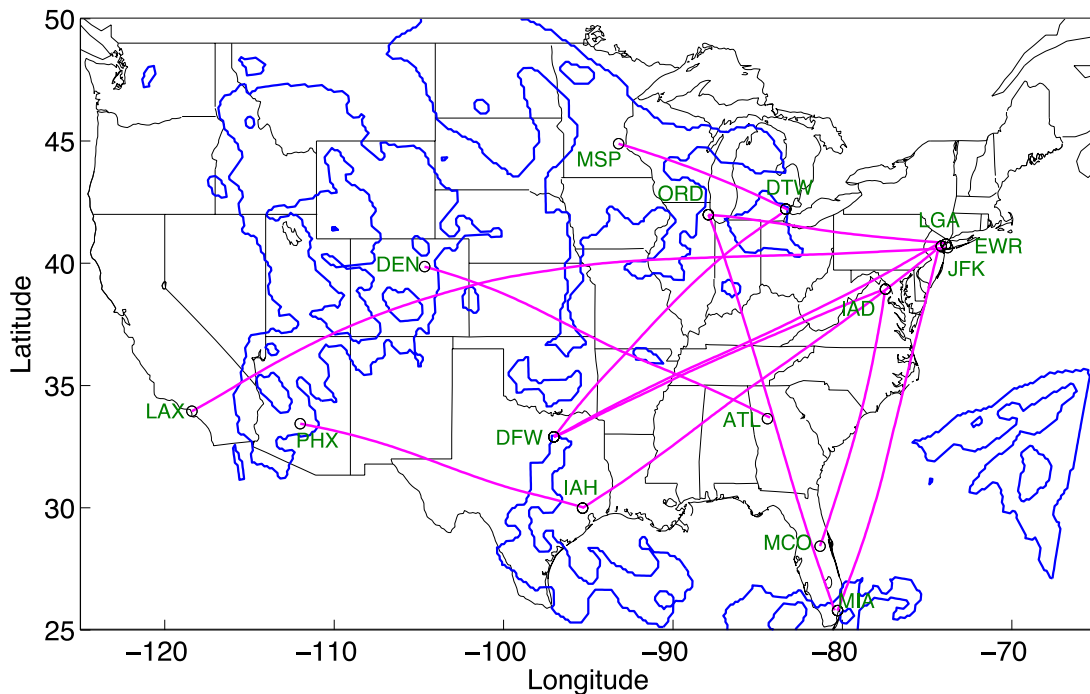 50
45
40
35
30
25
Latitude
MSP
ORD
DTW
LGA
EWR
JFK
DEN
IAD
LAX
PHX
DFW
ATL
IAH
MCO
MIA
−120
−110
−100
−90
−80
−70
Longitude